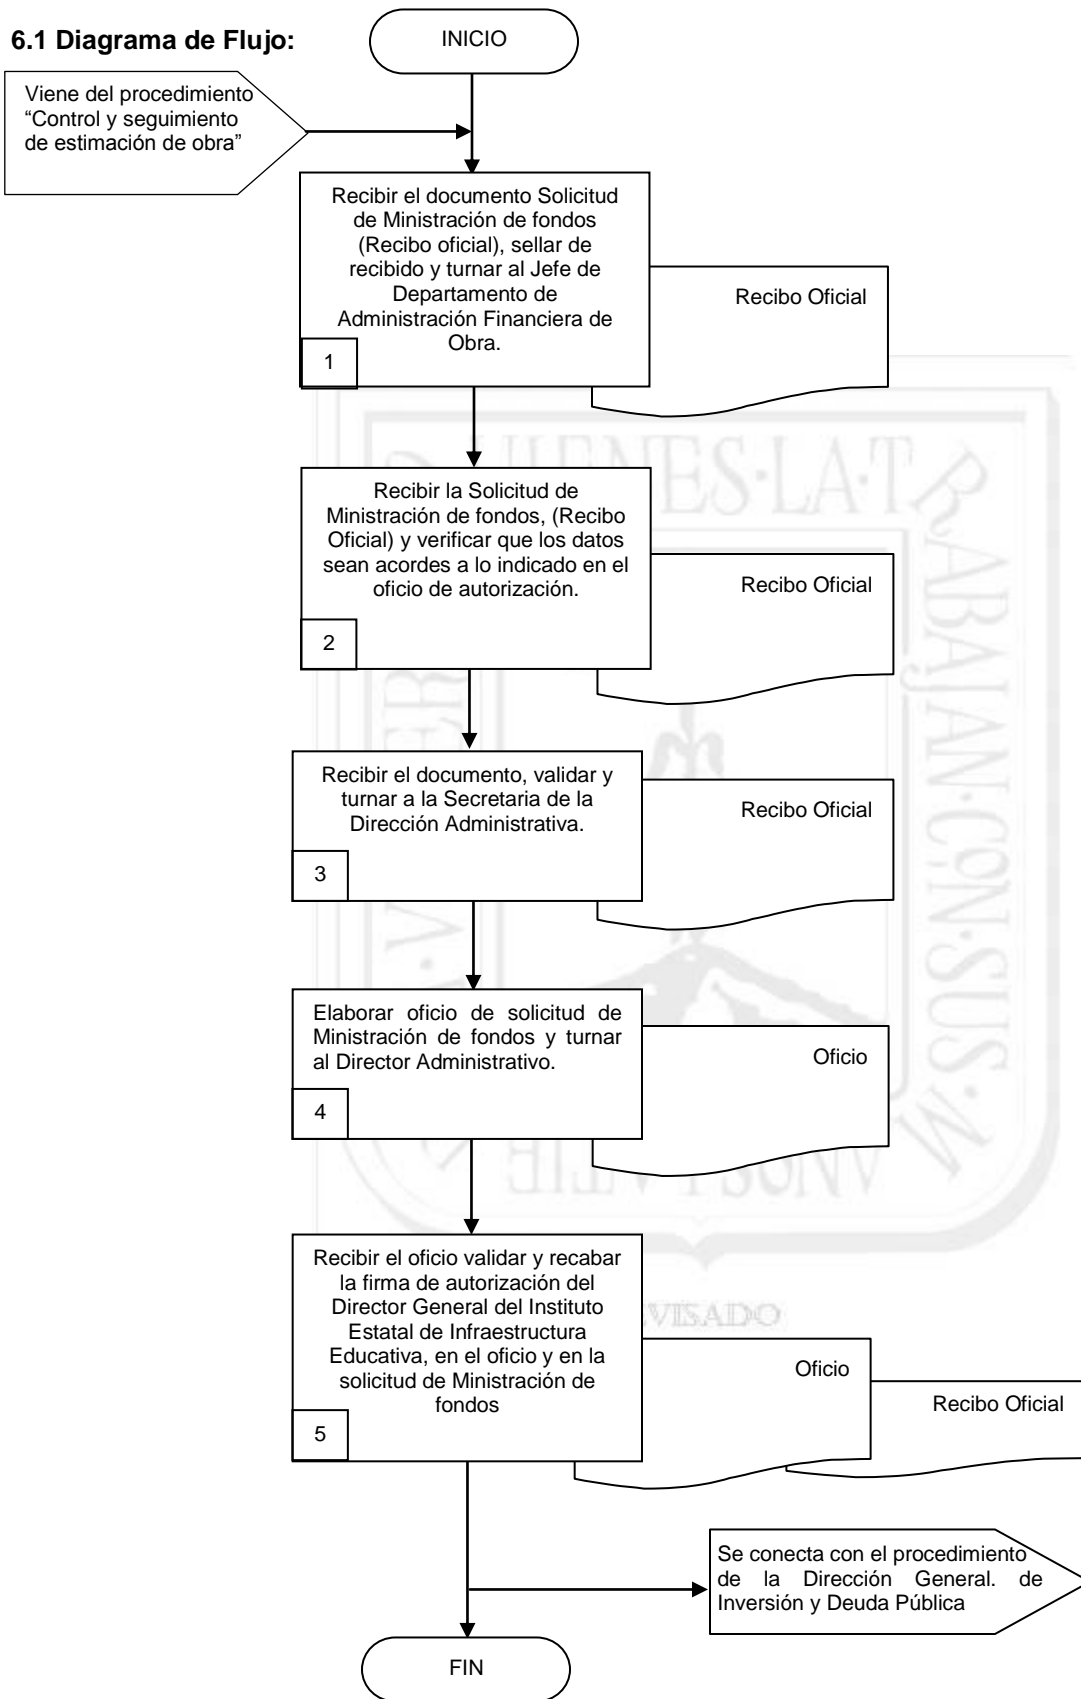 6.1 Diagrama de Flujo:
INICIO
Viene del procedimiento
“Control y seguimiento
de estimación de obra”
Recibir el documento Solicitud
de Ministración de fondos
(Recibo oficial), sellar de
recibido y turnar al Jefe de
Departamento de
Administración Financiera de
Obra.
1
Recibo Oficial
Recibir la Solicitud de
Ministración de fondos, (Recibo
Oficial) y verificar que los datos
sean acordes a lo indicado en el
oficio de autorización.
2
Recibo Oficial
Recibir el documento, validar y
turnar a la Secretaria de la
Dirección Administrativa.
3
Recibo Oficial
Elaborar oficio de solicitud de
Ministración de fondos y turnar
al Director Administrativo.
4
Oficio
Recibir el oficio validar y recabar
la firma de autorización del
Director General del Instituto
Estatal de Infraestructura
Educativa, en el oficio y en la
solicitud de Ministración de
fondos
5
Oficio
Recibo Oficial
Se conecta con el procedimiento
de la Dirección General. de
Inversión y Deuda Pública
FIN